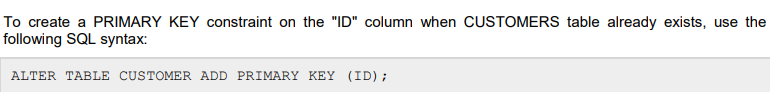 To create a PRIMARY KEY constraint on the "ID" column when CUSTOMERS table already exists, use the
following SQL syntax:
ALTER TABLE CUSTOMER ADD PRIMARY KEY (ID);